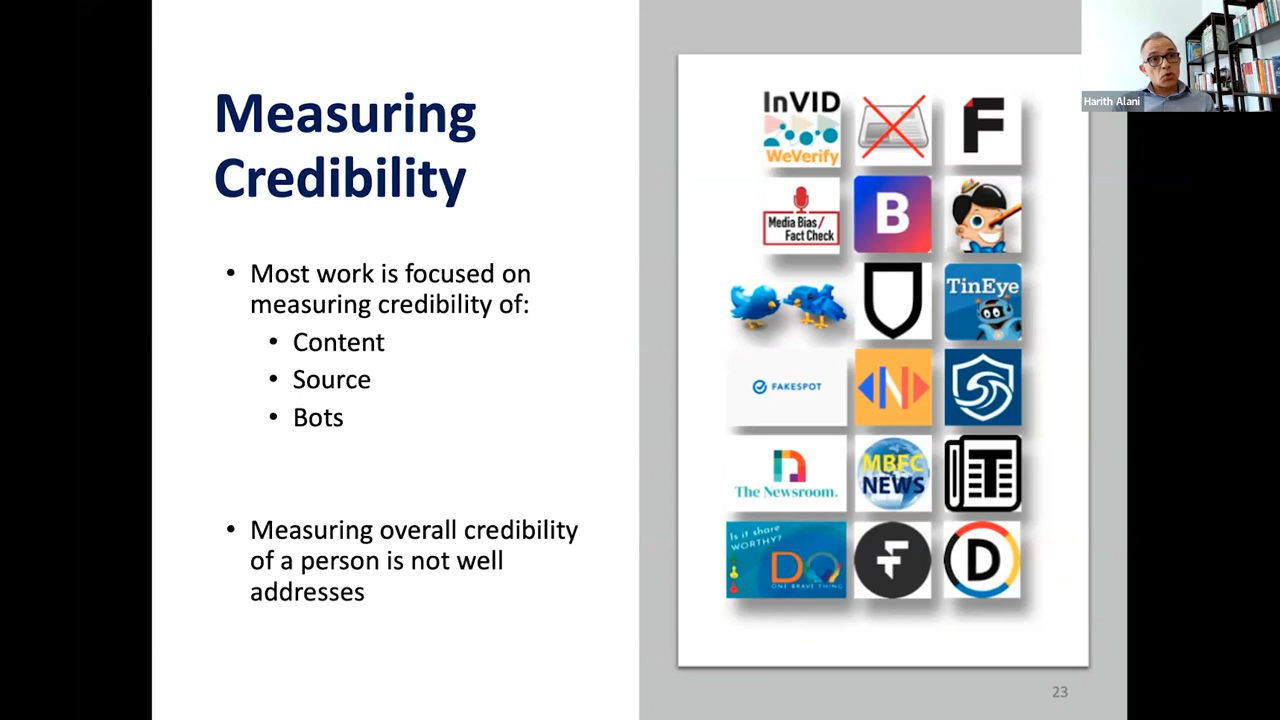 Measuring
Credibility
• Most work is focused on
measuring credibility of:
• Content
• Source
• Bots
• Measuring overall credibility
of a person is not well
addresses
InVID
WeVerify
F
Media Bias/
Fact Check
B
TinEye
FAKESPOT
N
The Newsroom.
MBFC
NEWS
T
Is it share
WORTHY?
DO
ONE BRAVE THING
F
D
Harith Alani
23